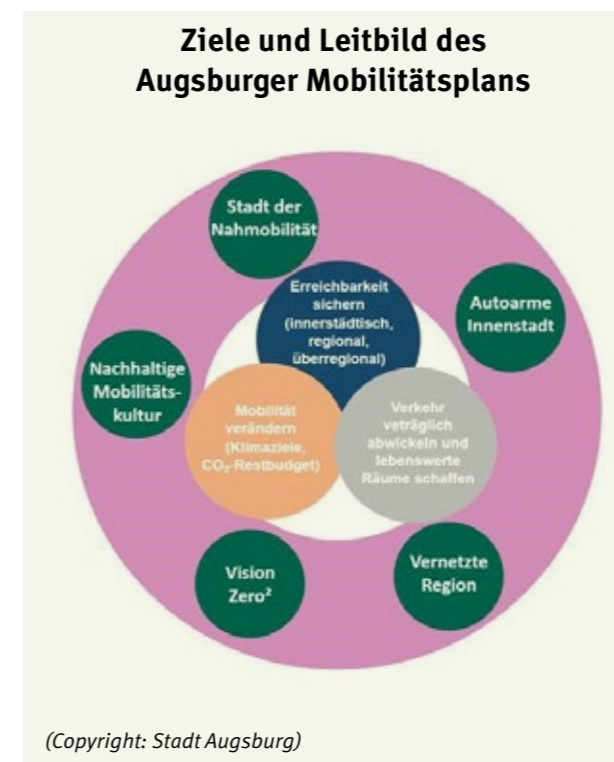 Ziele und Leitbild des
Augsburger Mobilitätsplans
Stadt der
Nahmobilität
Erreichbarkeit
sichern
(innerstädtisch,
regional,
überregional)
Autoarme
Innenstadt
Nachhaltige
Mobilitäts-
kultur
Mobilität
verändern
(Klimaziele,
CO₂-Restbudget)
Verkehr
veträglich
abwickeln und
lebenswerte
Räume schaffen
Vision
Zero²
Vernetzte
Region
(Copyright: Stadt Augsburg)